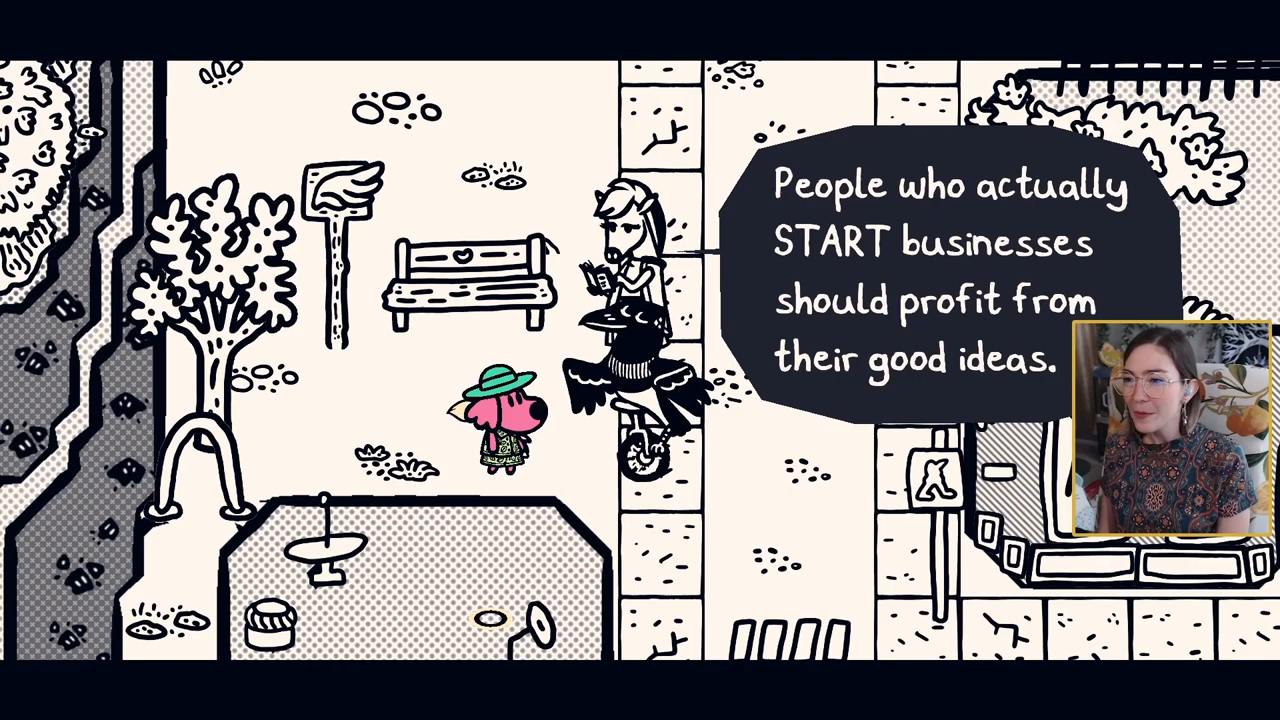 People who actually
START businesses
should profit from
their good ideas.